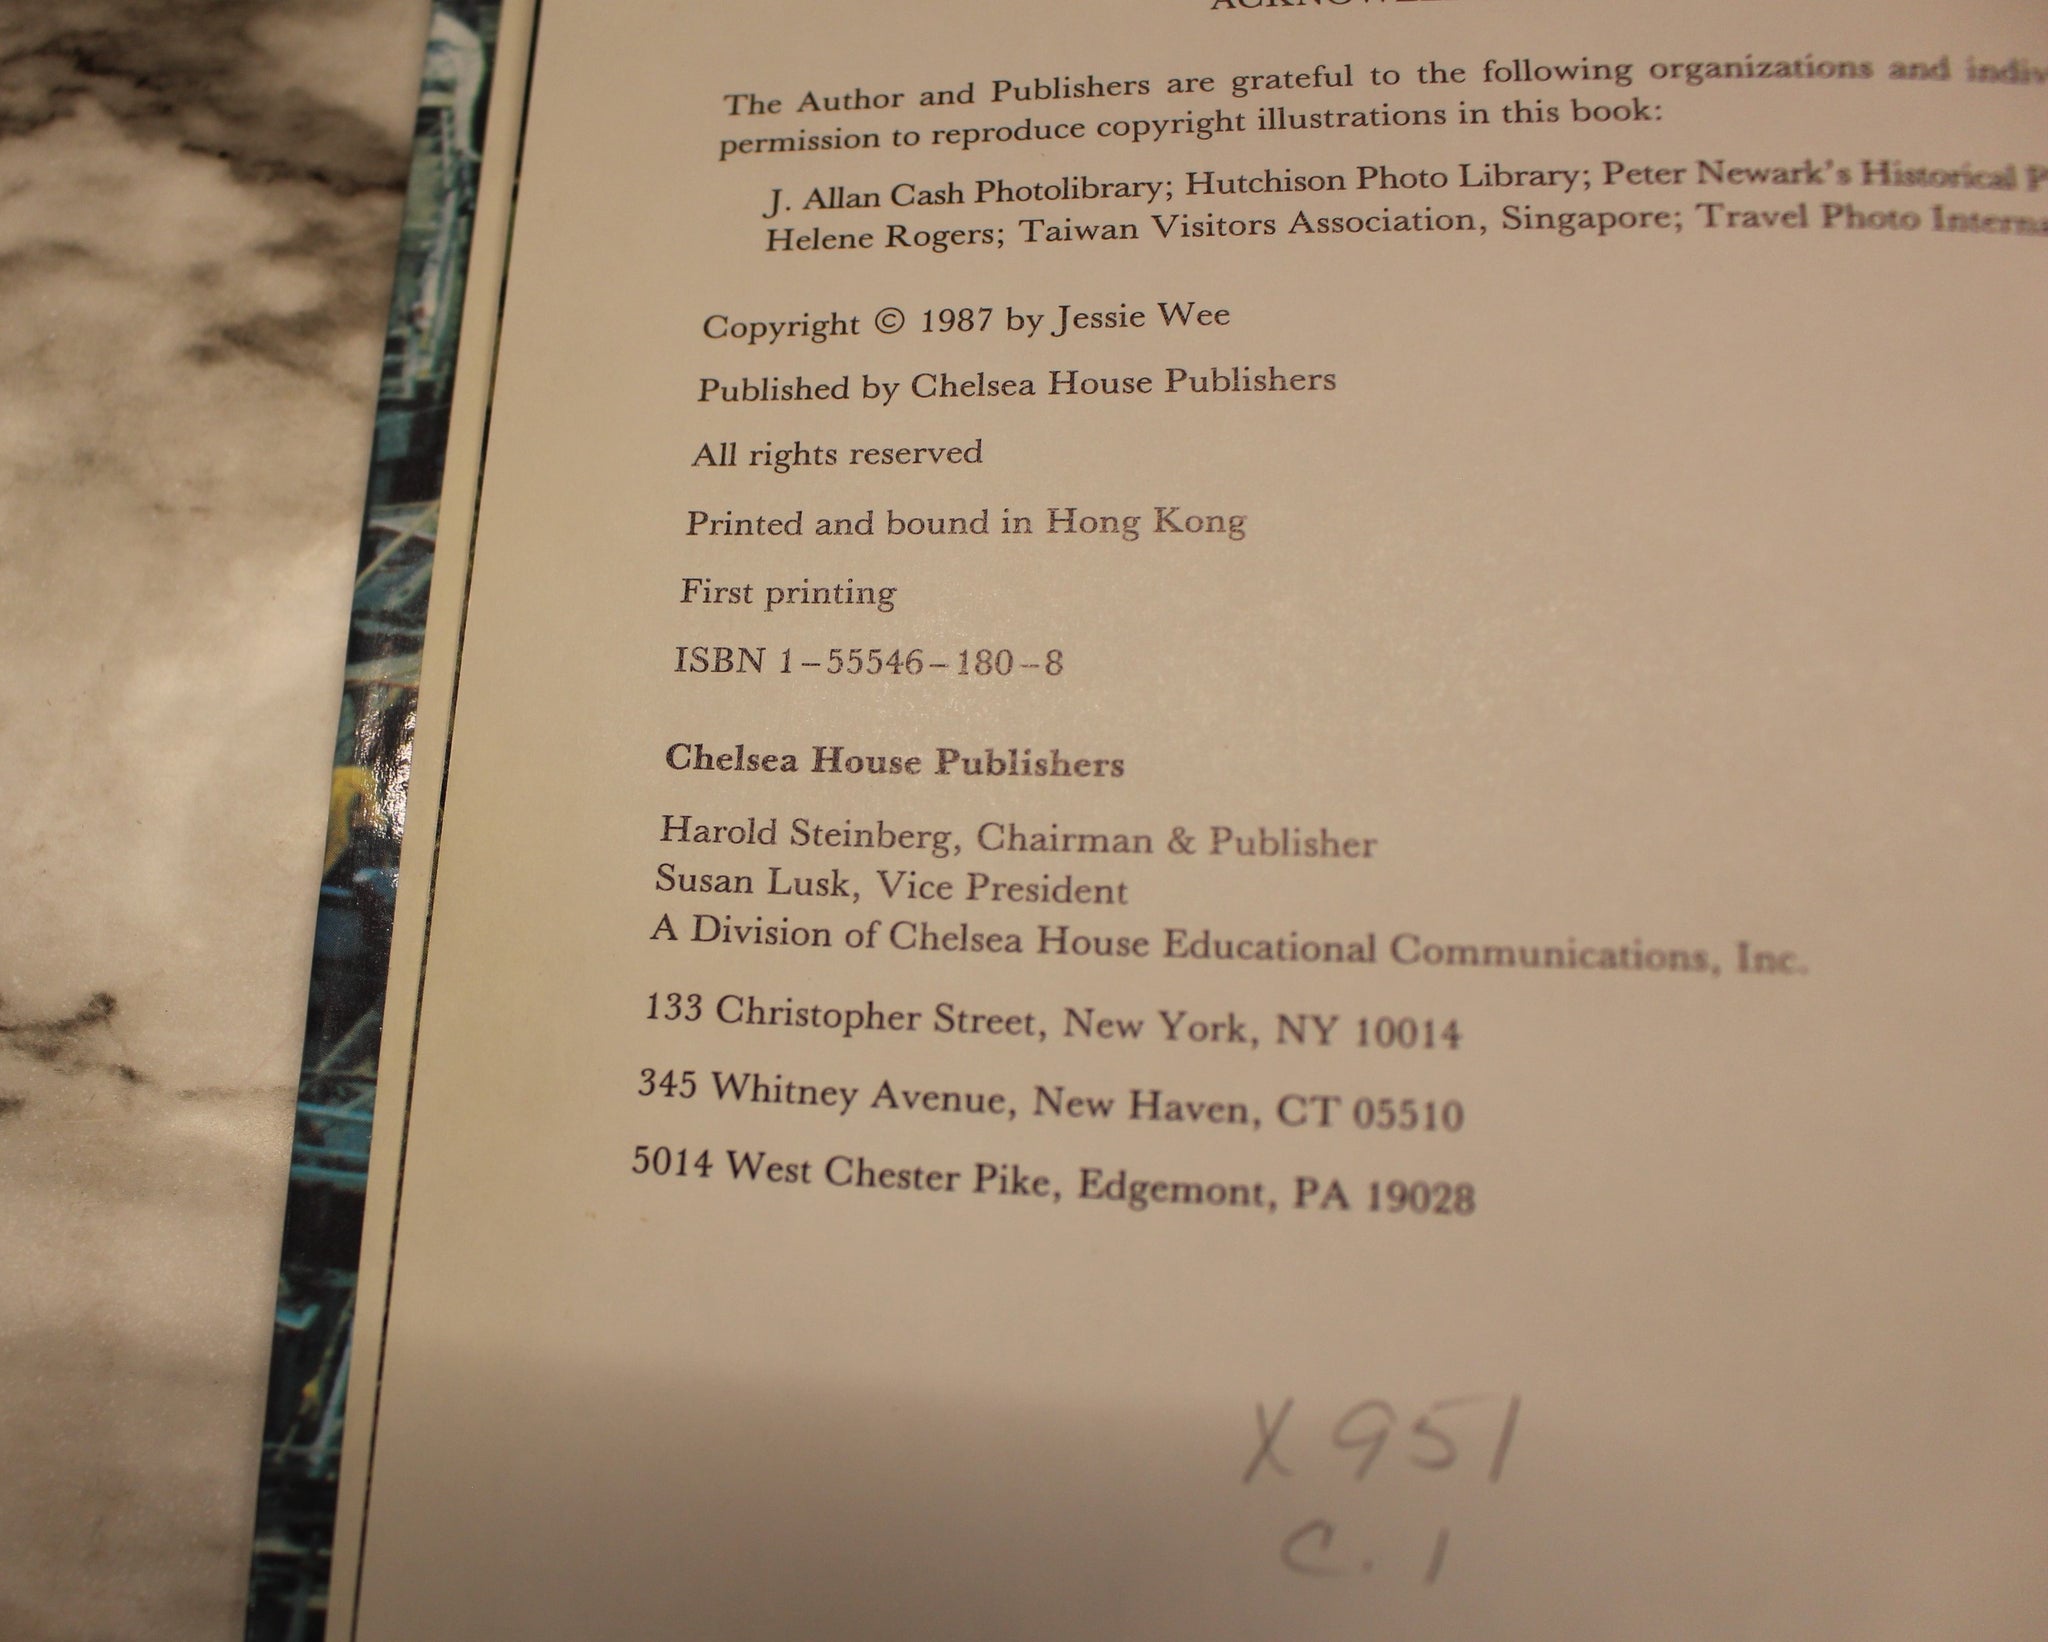 The Author and Publishers are grateful to the following organizations and
permission to reproduce copyright illustrations in this book:
J. Allan Cash Photolibrary; Hutchison Photo Library; Peter Newark's Historical
Helene Rogers; Taiwan Visitors Association, Singapore; Travel Photo
Copyright © 1987 by Jessie Wee
Published by Chelsea House Publishers
All rights reserved
Printed and bound in Hong Kong
First printing
ISBN 1–55546–180–8
Chelsea House Publishers
Harold Steinberg, Chairman & Publisher
Susan Lusk, Vice President
A Division of Chelsea House Educational Communications, Inc.
133 Christopher Street, New York, NY 10014
345 Whitney Avenue, New Haven, CT 05510
5014 West Chester Pike, Edgemont, PA 19028
X 951
C. 1